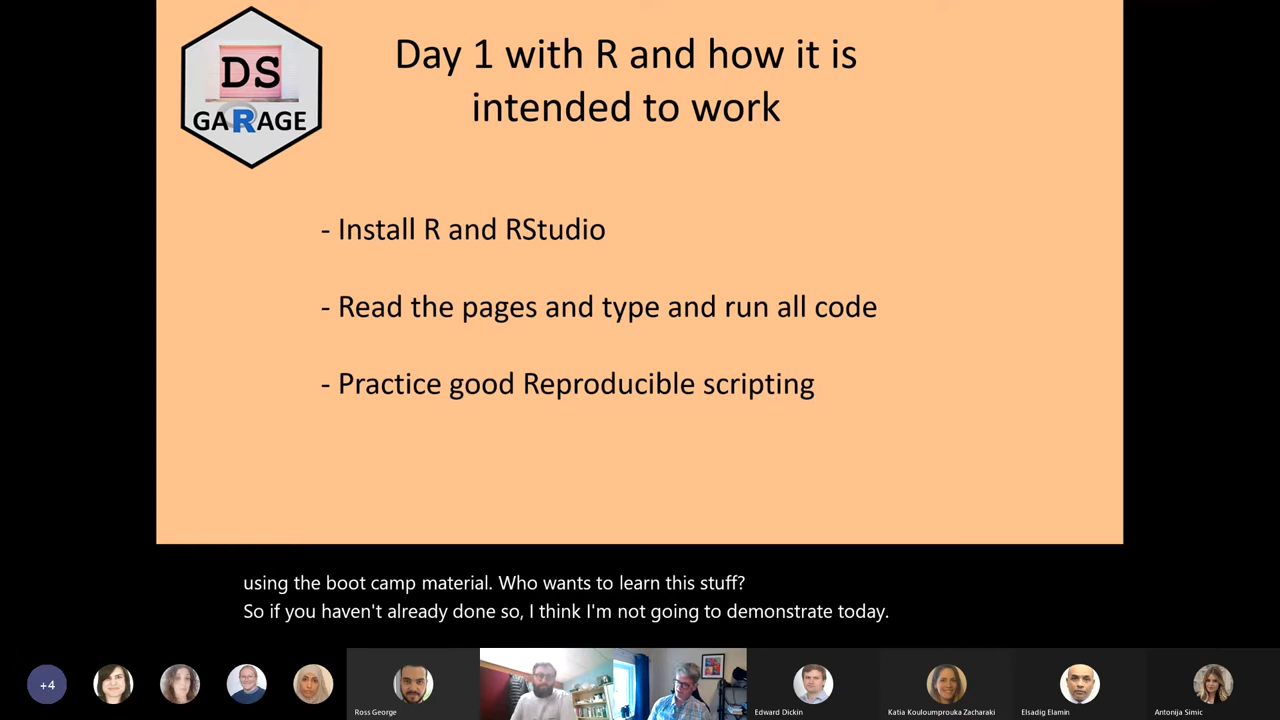 DS
GARAGE
Day 1 with R and how it is
intended to work
- Install R and RStudio
- Read the pages and type and run all code
- Practice good Reproducible scripting
using the boot camp material. Who wants to learn this stuff?
So if you haven't already done so, I think I'm not going to demonstrate today.
+4
Ross George
Edward Dickin
Katia Kouloumprouka Zacharaki
Elsadig Elamin
Antonija Simic